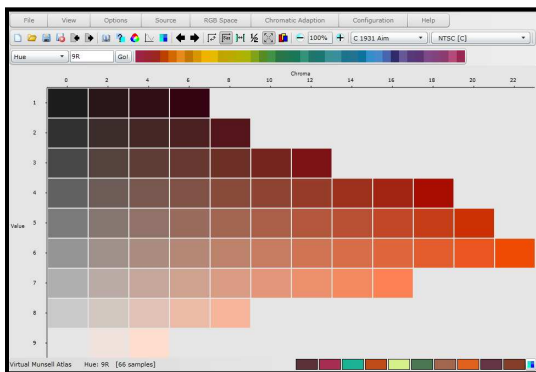 File View Options Source RGB Space Chromatic Adaption Configuration Help
100% C 1931 Aim NTSC [C]
Hue 9R Go!
Chroma
0 2 4 6 8 10 12 14 16 18 20 22
1
2
3
4
5
Value
6
7
8
9
Virtual Munsell Atlas Hue: 9R [66 samples]